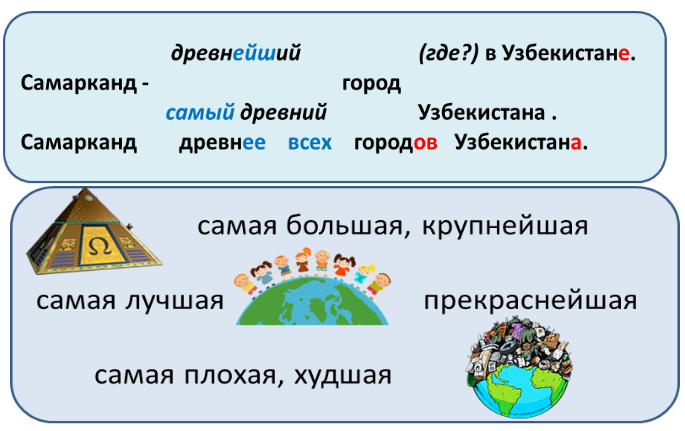 древнейший (где?) в Узбекистане.
Самарканд - город
самый древний Узбекистана .
Самарканд древнее всех городов Узбекистана.
самая большая, крупнейшая
самая лучшая прекраснейшая
самая плохая, худшая